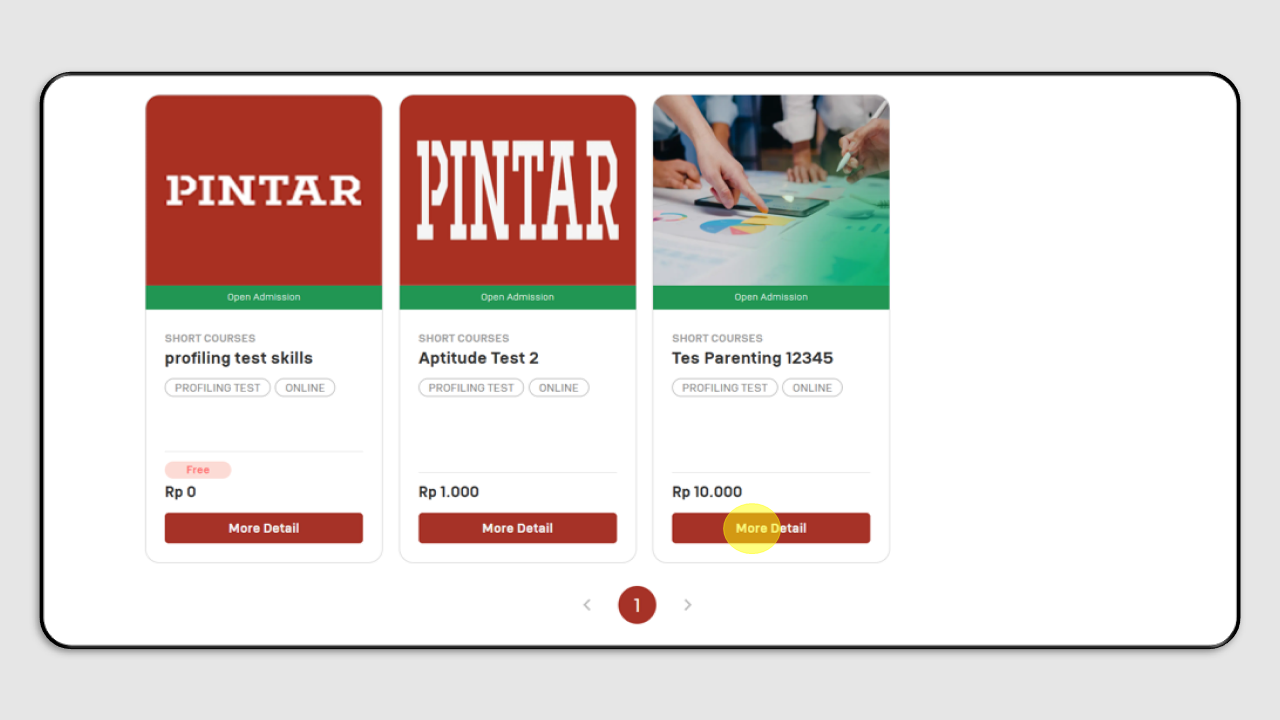 PINTAR
Open Admission
SHORT COURSES
profiling test skills
PROFILING TEST
ONLINE
Free
Rp 0
More Detail
PINTAR
Open Admission
SHORT COURSES
Aptitude Test 2
PROFILING TEST
ONLINE
Rp 1.000
More Detail
Open Admission
SHORT COURSES
Tes Parenting 12345
PROFILING TEST
ONLINE
Rp 10.000
More Detail
1